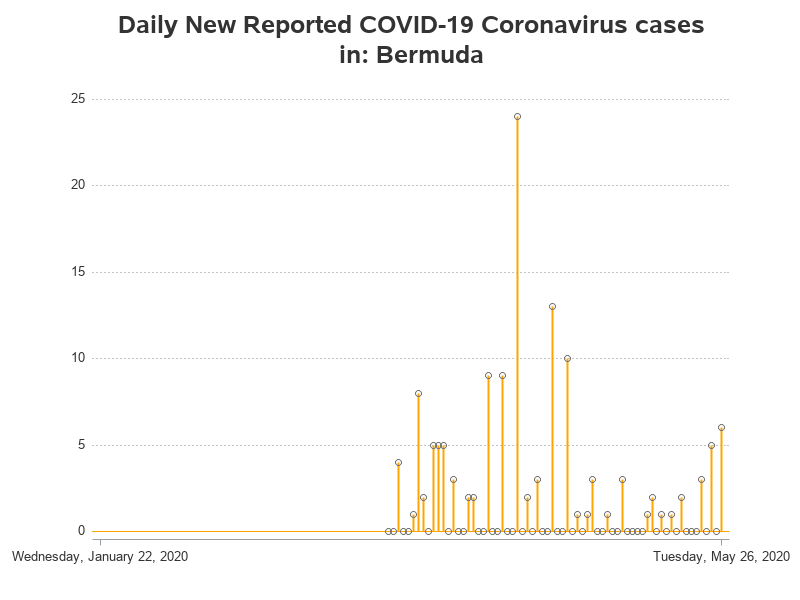 Daily New Reported COVID-19 Coronavirus cases
in: Bermuda
25
20
15
10
5
0
Wednesday, January 22, 2020
Tuesday, May 26, 2020